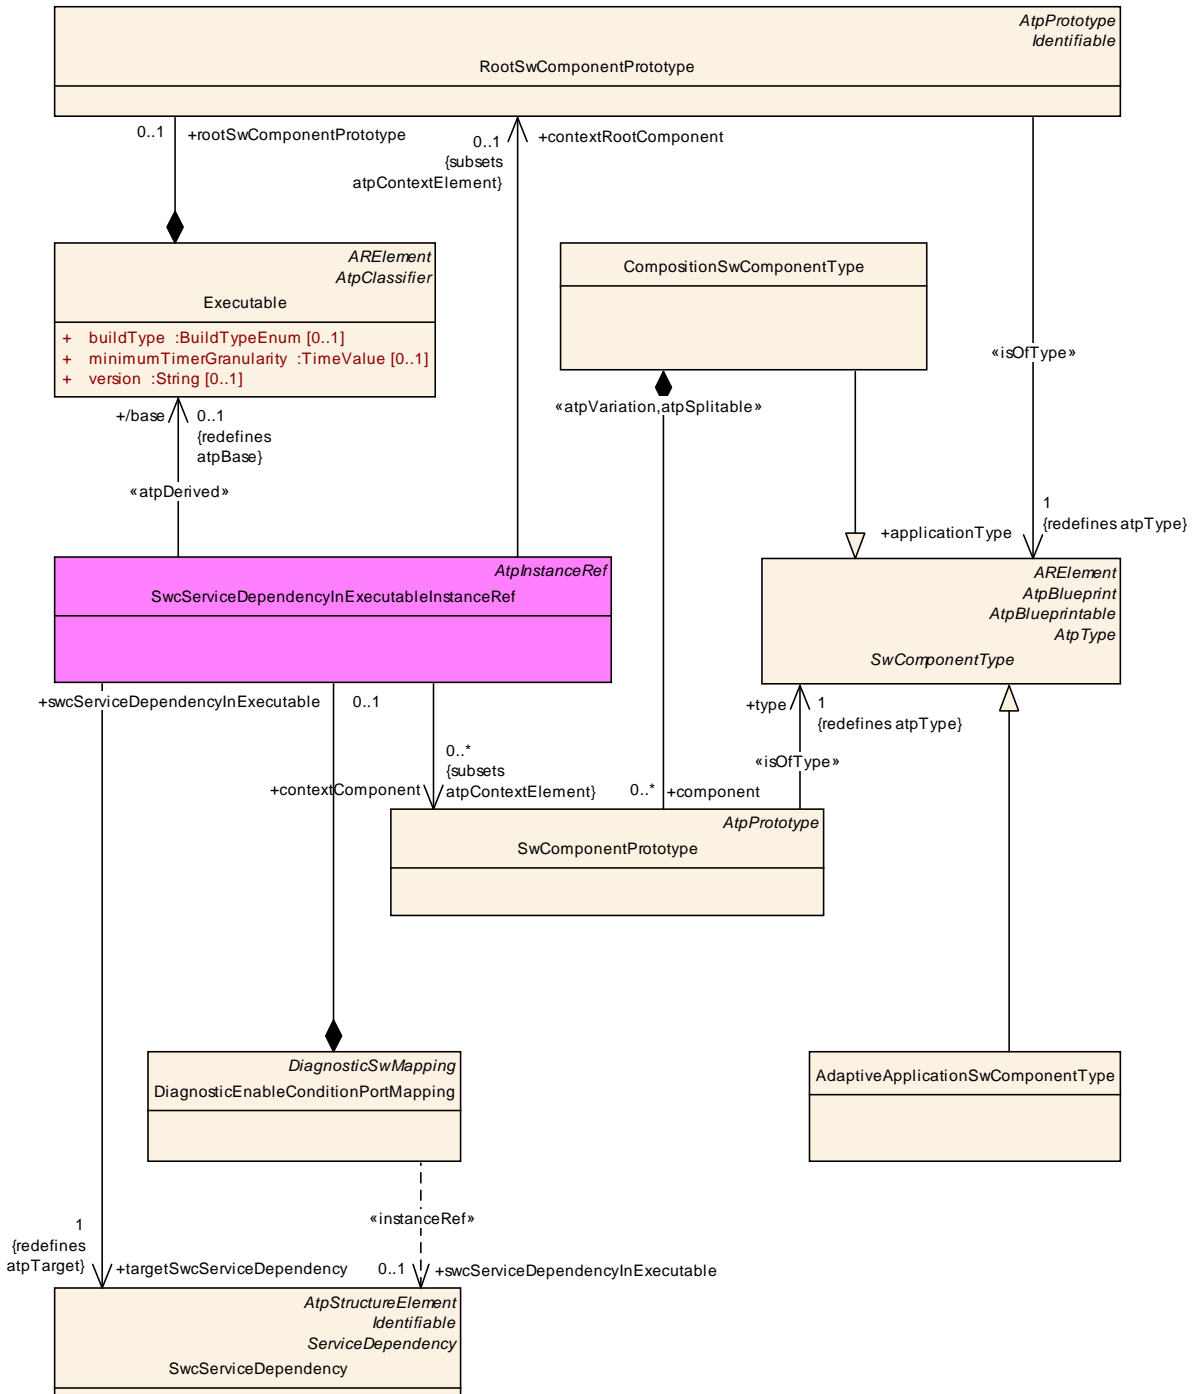 AtpPrototype
Identifiable
RootSwComponentPrototype
0..1
+rootSwComponentPrototype
0..1
{subsets
atpContextElement}
+contextRootComponent
ARElement
AtpClassifier
Executable
+ buildType :BuildTypeEnum [0..1]
+ minimumTimerGranularity :TimeValue [0..1]
+ version :String [0..1]
CompositionSwComponentType
«isOfType»
«atpVariation,atpSplitable»
+/base
0..1
{redefines
atpBase}
«atpDerived»
+applicationType
1
{redefines atpType}
AtpInstanceRef
SwcServiceDependencyInExecutableInstanceRef
ARElement
AtpBlueprint
AtpBlueprintable
AtpType
SwComponentType
+swcServiceDependencyInExecutable
0..1
+type
1
{redefines atpType}
0..*
{subsets
atpContextElement}
«isOfType»
+contextComponent
0..*
+component
AtpPrototype
SwComponentPrototype
DiagnosticSwMapping
DiagnosticEnableConditionPortMapping
AdaptiveApplicationSwComponentType
«instanceRef»
1
{redefines
atpTarget}
+targetSwcServiceDependency
0..1
+swcServiceDependencyInExecutable
AtpStructureElement
Identifiable
ServiceDependency
SwcServiceDependency